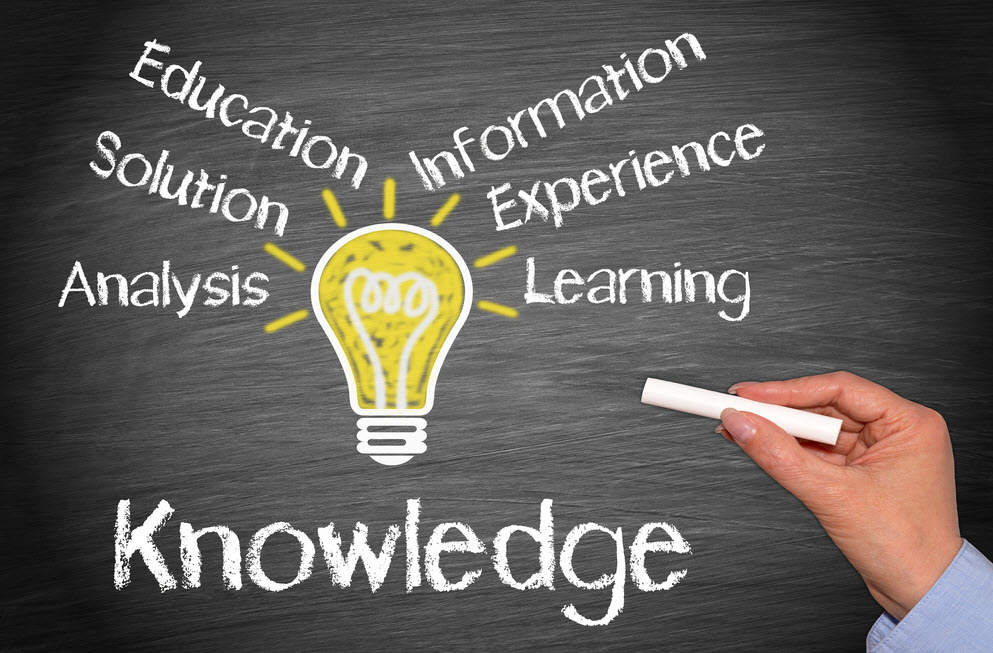 Education
Information
Solution
Experience
Analysis
Learning
Knowledge